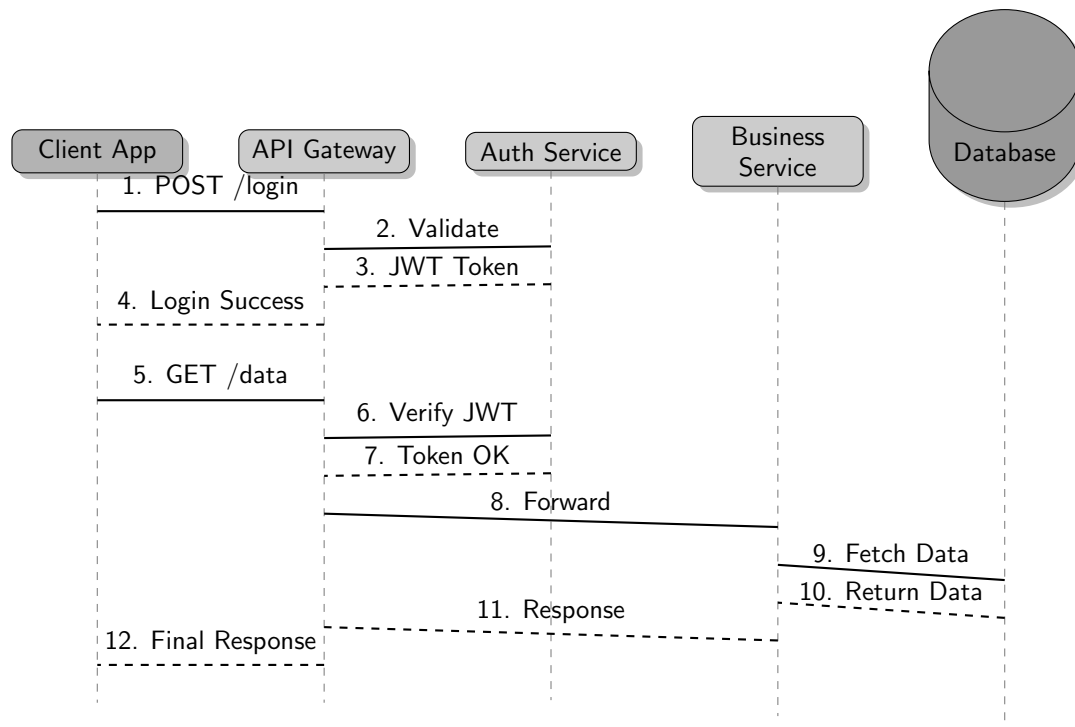 Client App
API Gateway
Auth Service
Business
Service
Database
1. POST /login
2. Validate
3. JWT Token
4. Login Success
5. GET /data
6. Verify JWT
7. Token OK
8. Forward
9. Fetch Data
10. Return Data
11. Response
12. Final Response